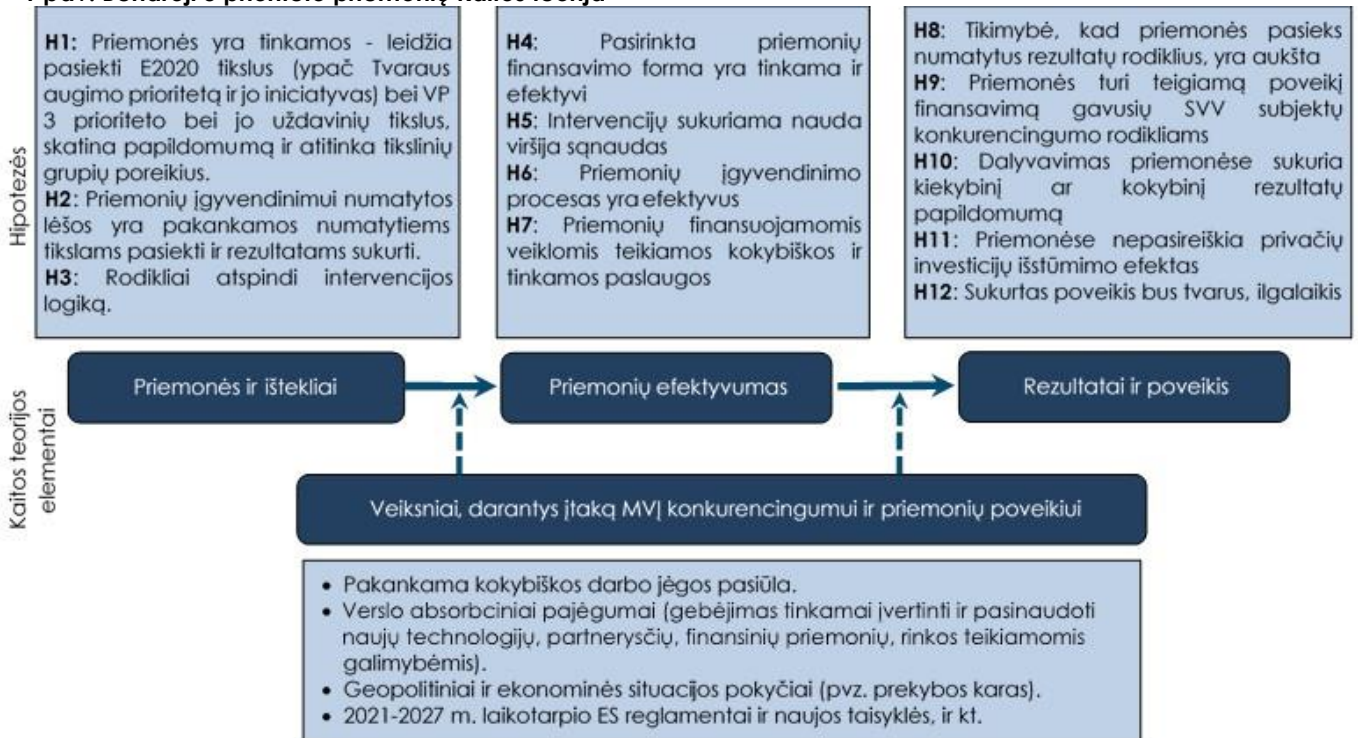 1 pav. Bendroji 3 prioriteto priemonių kaitos teorija
Hipotezės
H1: Priemonės yra tinkamos - leidžia
pasiekti E2020 tikslus (ypač Tvaraus
augimo prioritetą ir jo iniciatyvas) bei VP
3 prioriteto bei jo uždavinių tikslus,
skatina papildomumą ir atitinka tikslinių
grupių poreikius.
H2: Priemonių įgyvendinimui numatytos
lėšos yra pakankamos numatytiems
tikslams pasiekti ir rezultatams sukurti.
H3: Rodikliai atspindi intervencijos
logiką.
H4: Pasirinkta priemonių
finansavimo forma yra tinkama ir
efektyvi
H5: Intervencijų sukuriama nauda
viršija sąnaudas
H6: Priemonių įgyvendinimo
procesas yra efektyvus
H7: Priemonių finansuojamomis
veiklomis teikiamos kokybiškos ir
tinkamos paslaugos
H8: Tikimybė, kad priemonės pasieks
numatytus rezultatų rodiklius, yra aukšta
H9: Priemonės turi teigiamą poveikį
finansavimą gavusių SVV subjektų
konkurencingumo rodikliams
H10: Dalyvavimas priemonėse sukuria
kiekybinį ar kokybinį rezultatų
papildomumą
H11: Priemonėse nepasireiškia privačių
investicijų išstūmimo efektas
H12: Sukurtas poveikis bus tvarus, ilgalaikis
Kaitos teorijos
elementai
Priemonės ir ištekliai
Priemonių efektyvumas
Rezultatai ir poveikis
Veiksniai, darantys įtaką MVĮ konkurencingumui ir priemonių poveikiui
• Pakankama kokybiškos darbo jėgos pasiūla.
• Verslo absorbciniai pajėgumai (gebėjimas tinkamai įvertinti ir pasinaudoti
naujų technologijų, partnerysčių, finansinių priemonių, rinkos teikiamomis
galimybėmis).
• Geopolitiniai ir ekonominės situacijos pokyčiai (pvz. prekybos karas).
• 2021-2027 m. laikotarpio ES reglamentai ir naujos taisyklės, ir kt.